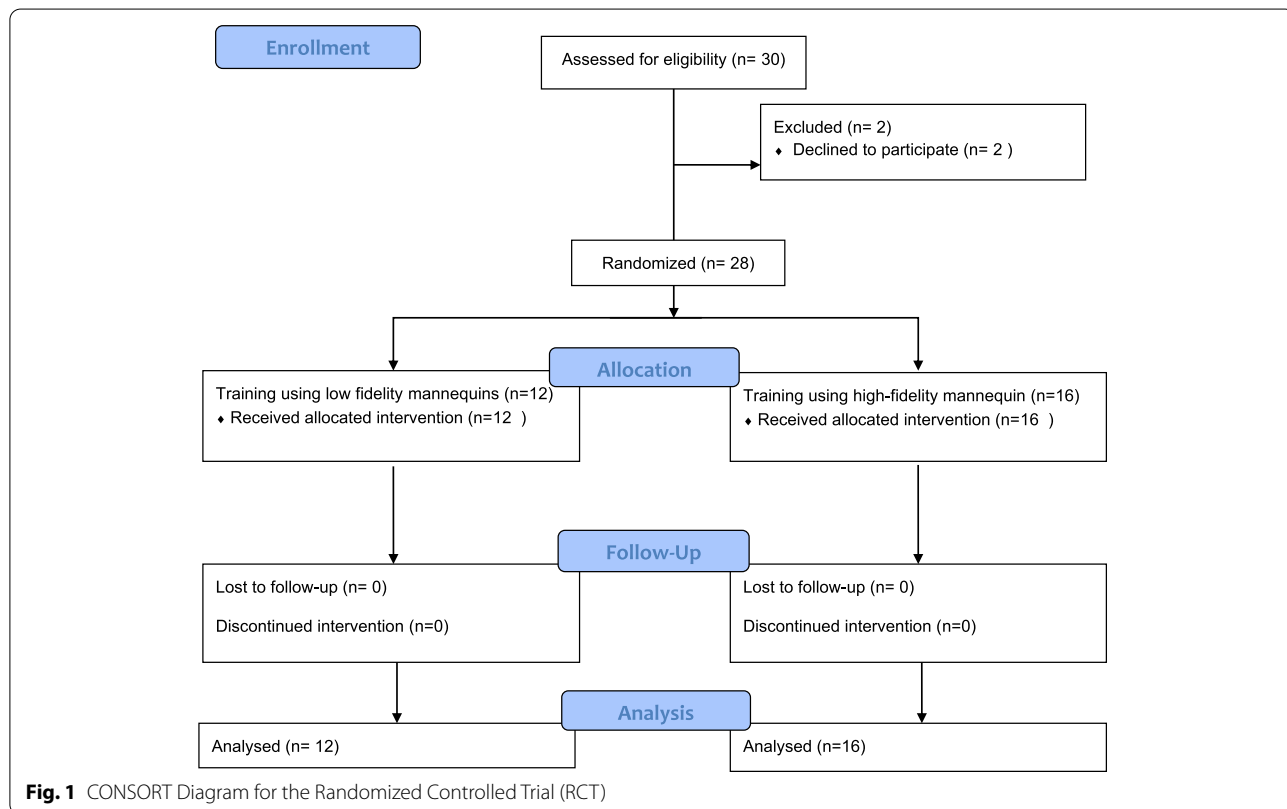 Enrollment
Assessed for eligibility (n= 30)
Excluded (n= 2)
♦ Declined to participate (n= 2 )
Randomized (n= 28)
Allocation
Training using low fidelity mannequins (n=12)
♦ Received allocated intervention (n=12 )
Training using high-fidelity mannequin (n=16)
♦ Received allocated intervention (n=16 )
Follow-Up
Lost to follow-up (n= 0)
Discontinued intervention (n=0)
Lost to follow-up (n= 0)
Discontinued intervention (n=0)
Analysis
Analysed (n= 12)
Analysed (n=16)
Fig. 1 CONSORT Diagram for the Randomized Controlled Trial (RCT)